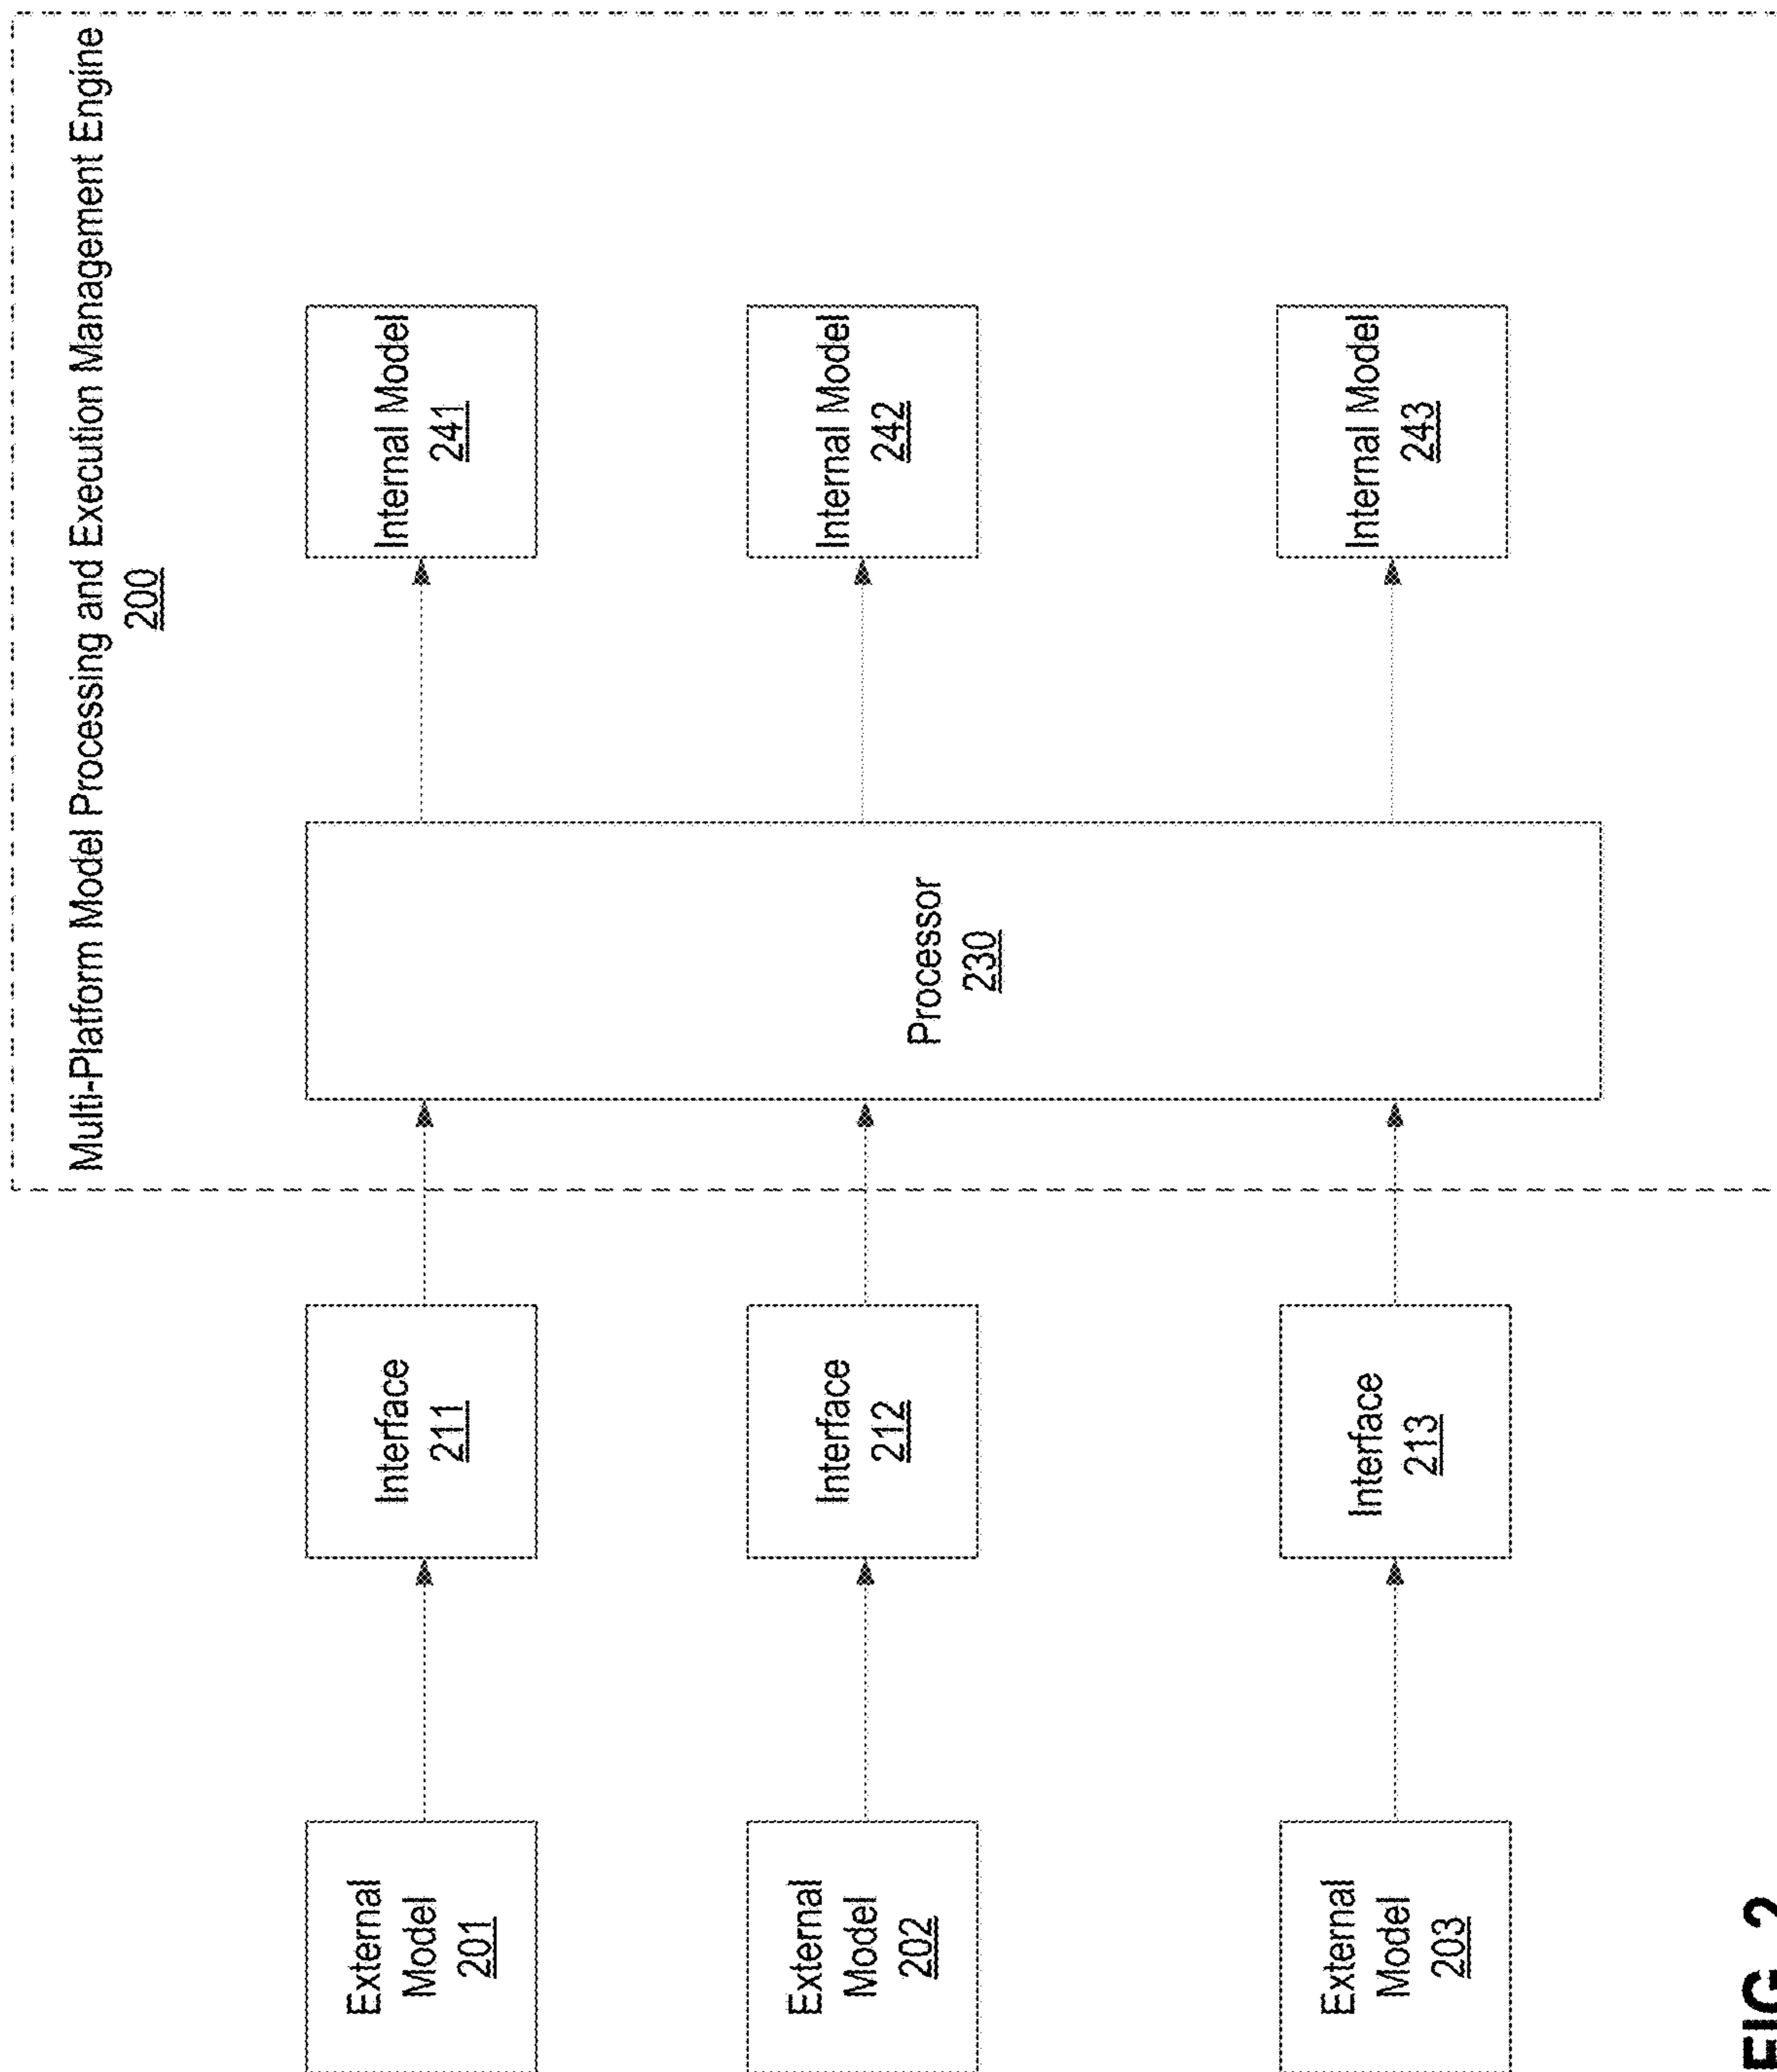 Multi-Platform Model Processing and Execution Management Engine
200
External
Model
201
Interface
211
Internal Model
241
Processor
230
External
Model
202
Interface
212
Internal Model
242
External
Model
203
Interface
213
Internal Model
243
FIG. 2